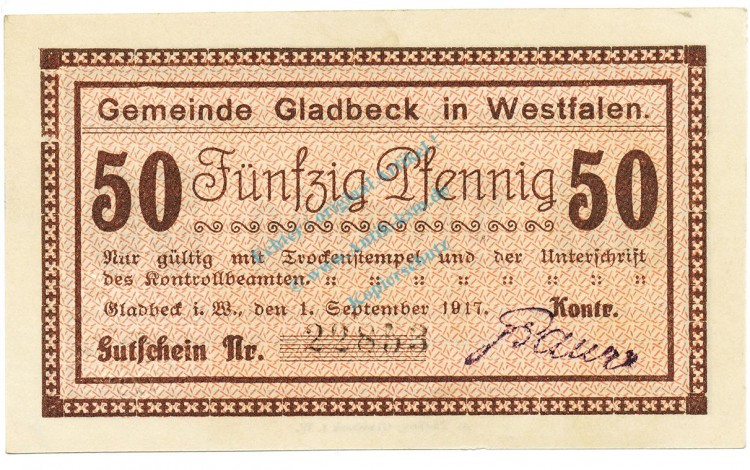 Gemeinde Gladbeck in Westfalen.
50 Fünfzig Pfennig 50
Nur gültig mit Trockenstempel und der Unterschrift
des Kontrollbeamten. :: :: :: :: :: :: :: :: ::
Gladbeck i. W., den 1. September 1917. Kontr.
Gutschein Nr. 22853